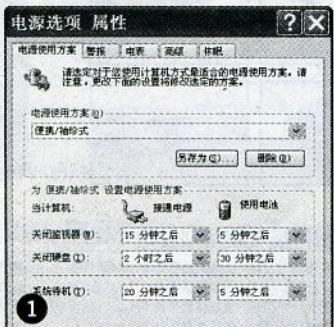 电源选项 属性
电源使用方案 警报 电表 高级 休眠
请选定对于您使用计算机方式最适合的电源使用方案。请
注意，更改下面的设置将修改选定的方案。
电源使用方案(U)
便携/袖珍式
另存为(S)... 删除(D)
为 便携/袖珍式 设置电源使用方案
当计算机: 接通电源 使用电池
关闭监视器(M): 15 分钟之后 5 分钟之后
关闭硬盘(I): 2 小时之后 30 分钟之后
系统待机(T): 20 分钟之后 5 分钟之后
1